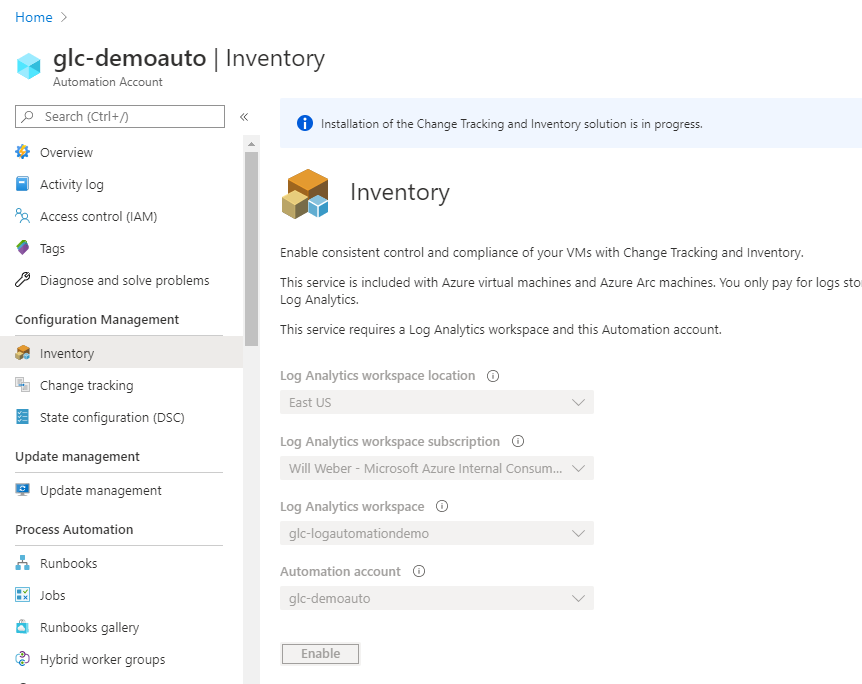 Home
glc-demoauto | Inventory
Automation Account
Search (Ctrl+/)
«
Overview
Activity log
Access control (IAM)
Tags
Diagnose and solve problems
Configuration Management
Inventory
Change tracking
State configuration (DSC)
Update management
Update management
Process Automation
Runbooks
Jobs
Runbooks gallery
Hybrid worker groups
Installation of the Change Tracking and Inventory solution is in progress.
Inventory
Enable consistent control and compliance of your VMs with Change Tracking and Inventory.
This service is included with Azure virtual machines and Azure Arc machines. You only pay for logs sto
Log Analytics.
This service requires a Log Analytics workspace and this Automation account.
Log Analytics workspace location
East US
Log Analytics workspace subscription
Will Weber - Microsoft Azure Internal Consum...
Log Analytics workspace
glc-logautomationdemo
Automation account
glc-demoauto
Enable